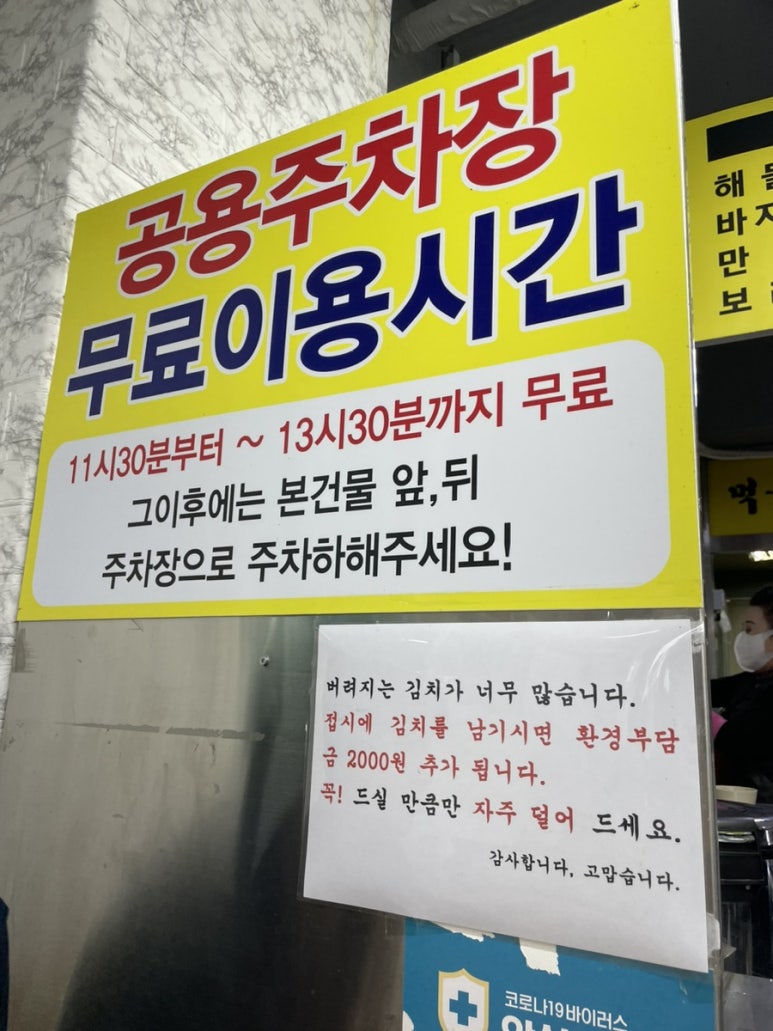 공용주차장
무료이용시간
11시30분부터 ~ 13시30분까지 무료
그이후에는 본건물 앞,뒤
주차장으로 주차하해주세요!
버려지는 김치가 너무 많습니다.
접시에 김치를 남기시면 환경부담
금 2000원 추가 됩니다.
꼭! 드실 만큼만 자주 덜어 드세요.
감사합니다, 고맙습니다.
코로나19바이러스
해
바지
만
보
먹